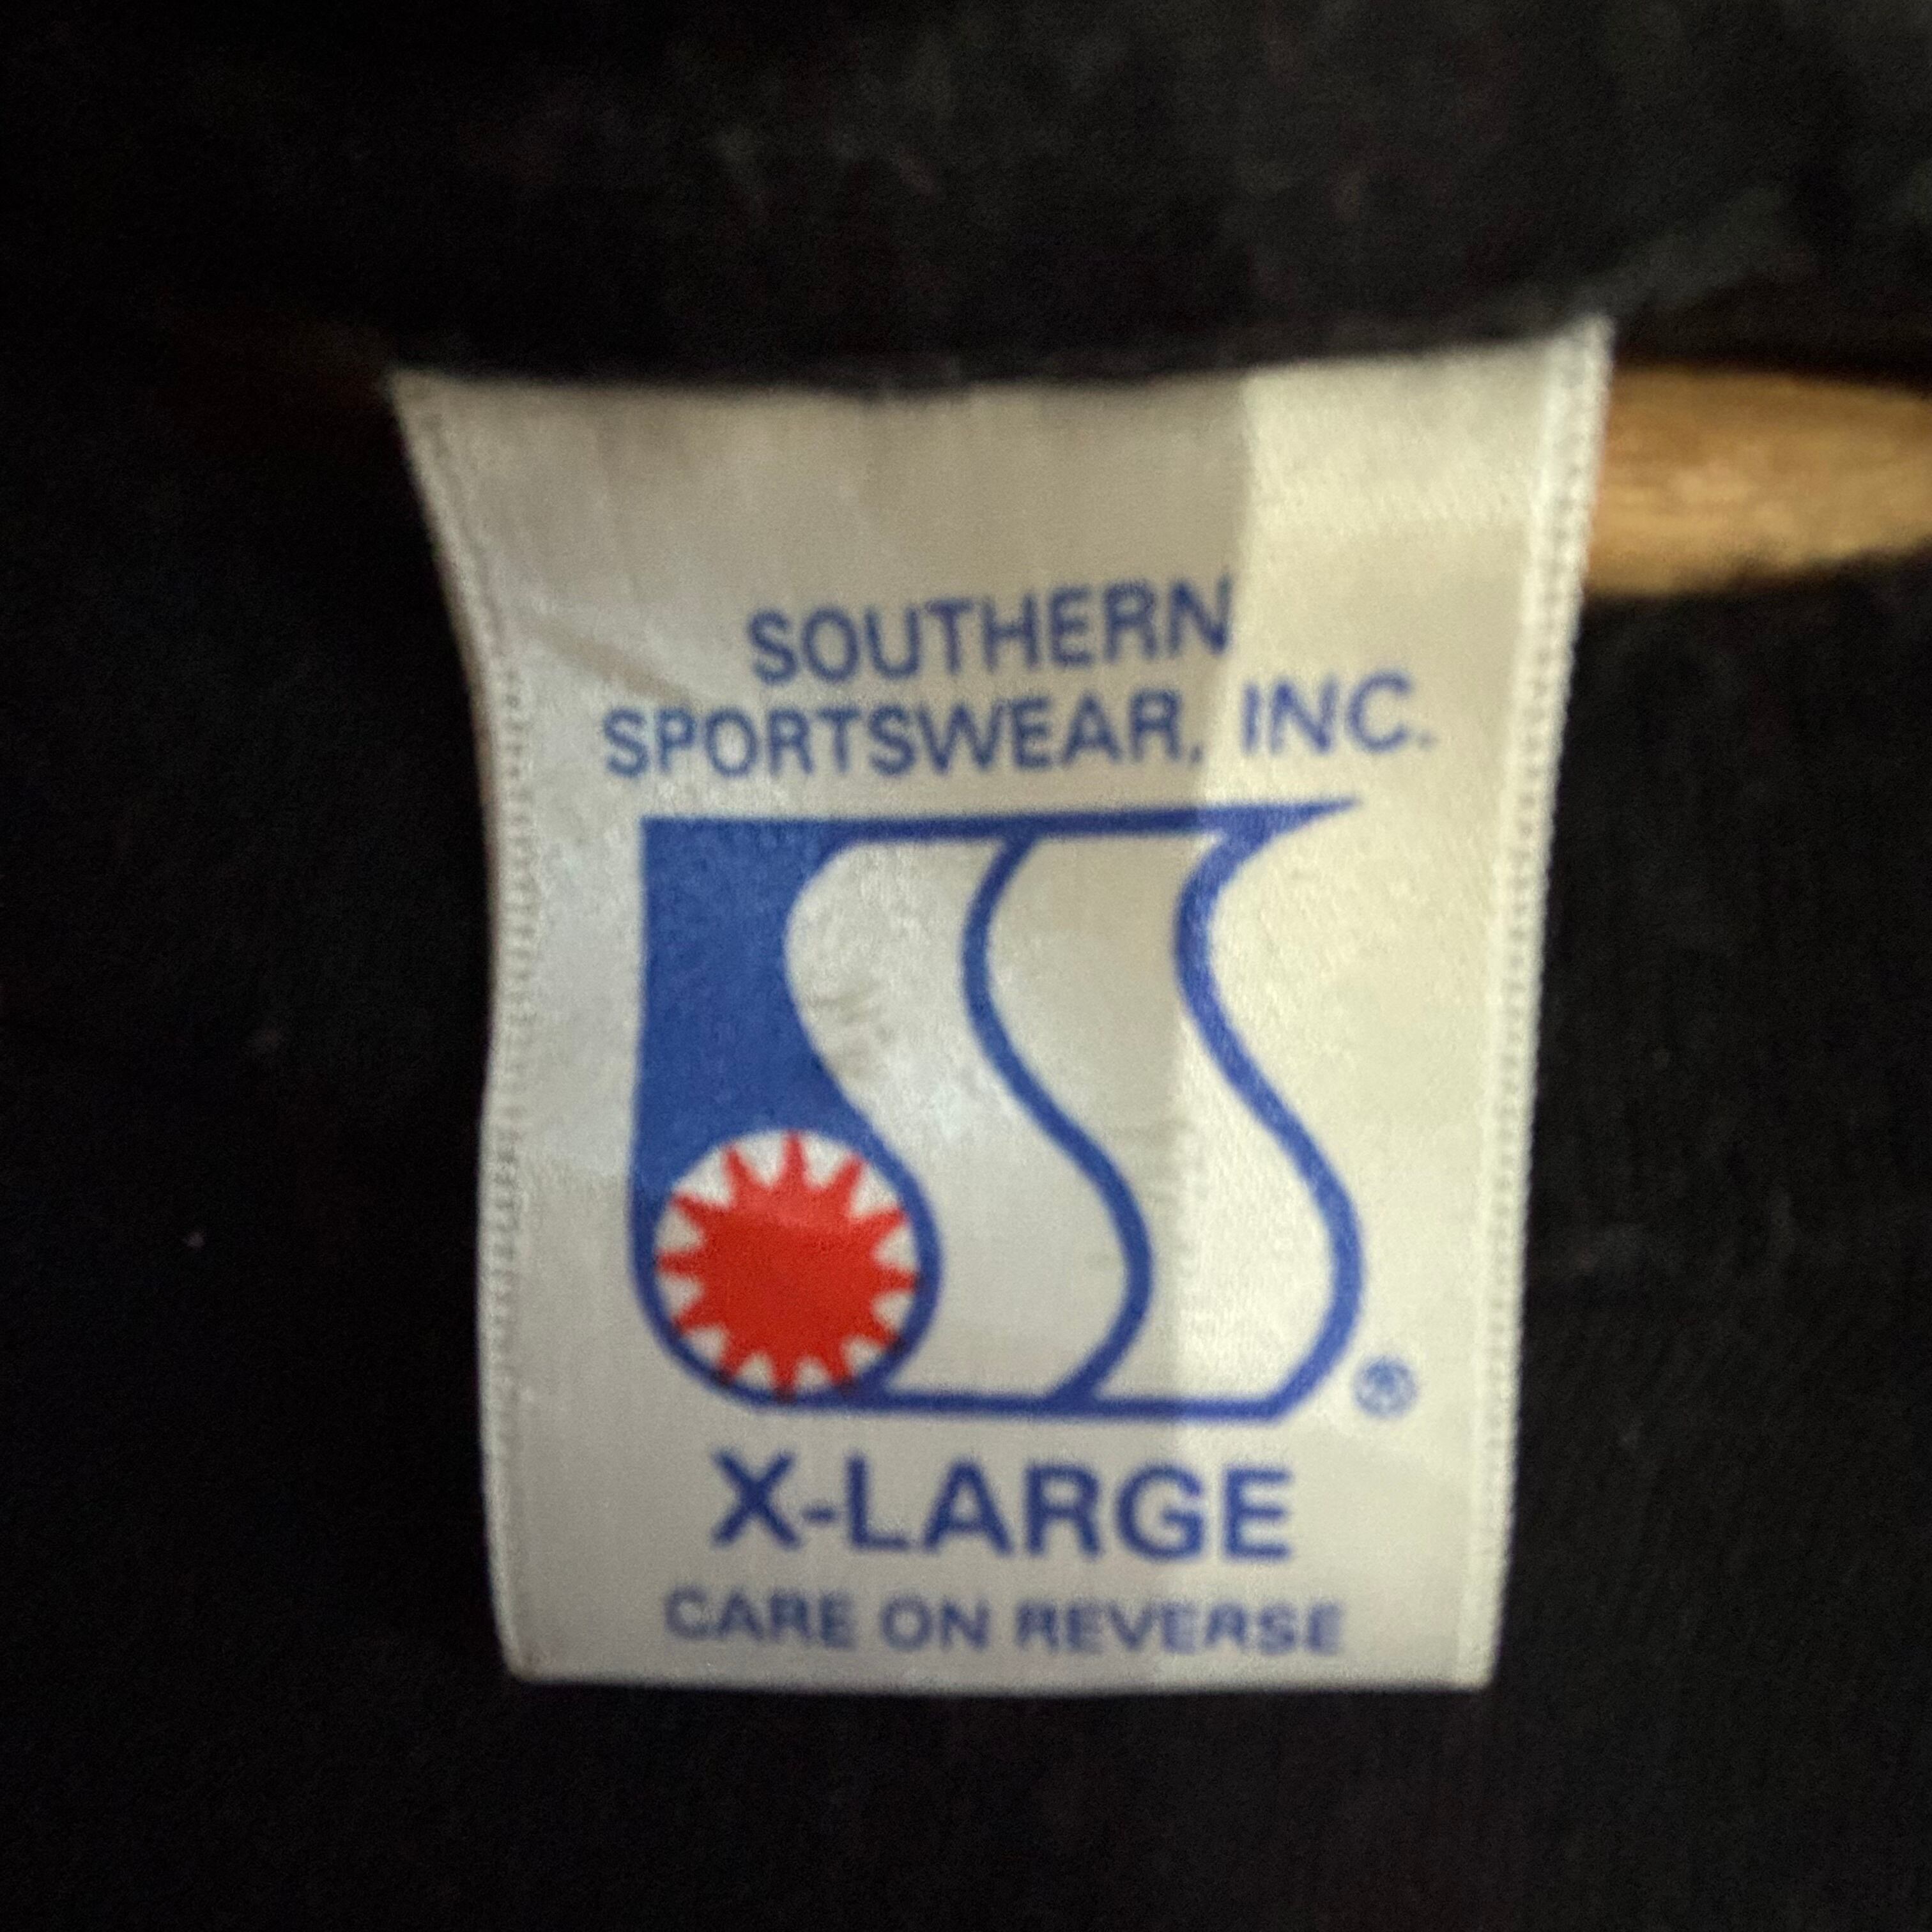 SOUTHERN
SPORTSWEAR, INC.
®
X-LARGE
CARE ON REVERSE